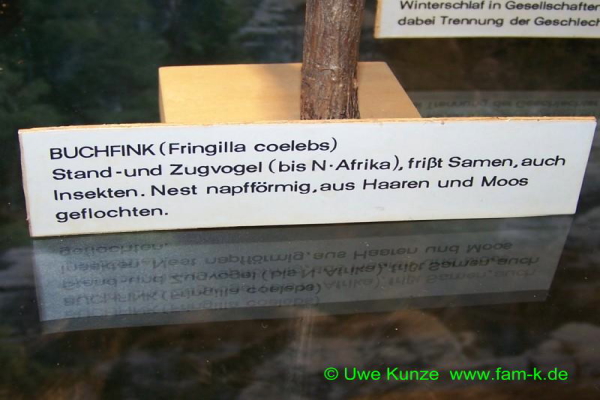 Winterschlaf in Gesellschaften
dabei Trennung der Geschlech
BUCHFINK (Fringilla coelebs)
Stand-und Zugvogel (bis N·Afrika), frißt Samen, auch
Insekten. Nest napfförmig, aus Haaren und Moos
geflochten.
© Uwe Kunze www.fam-k.de